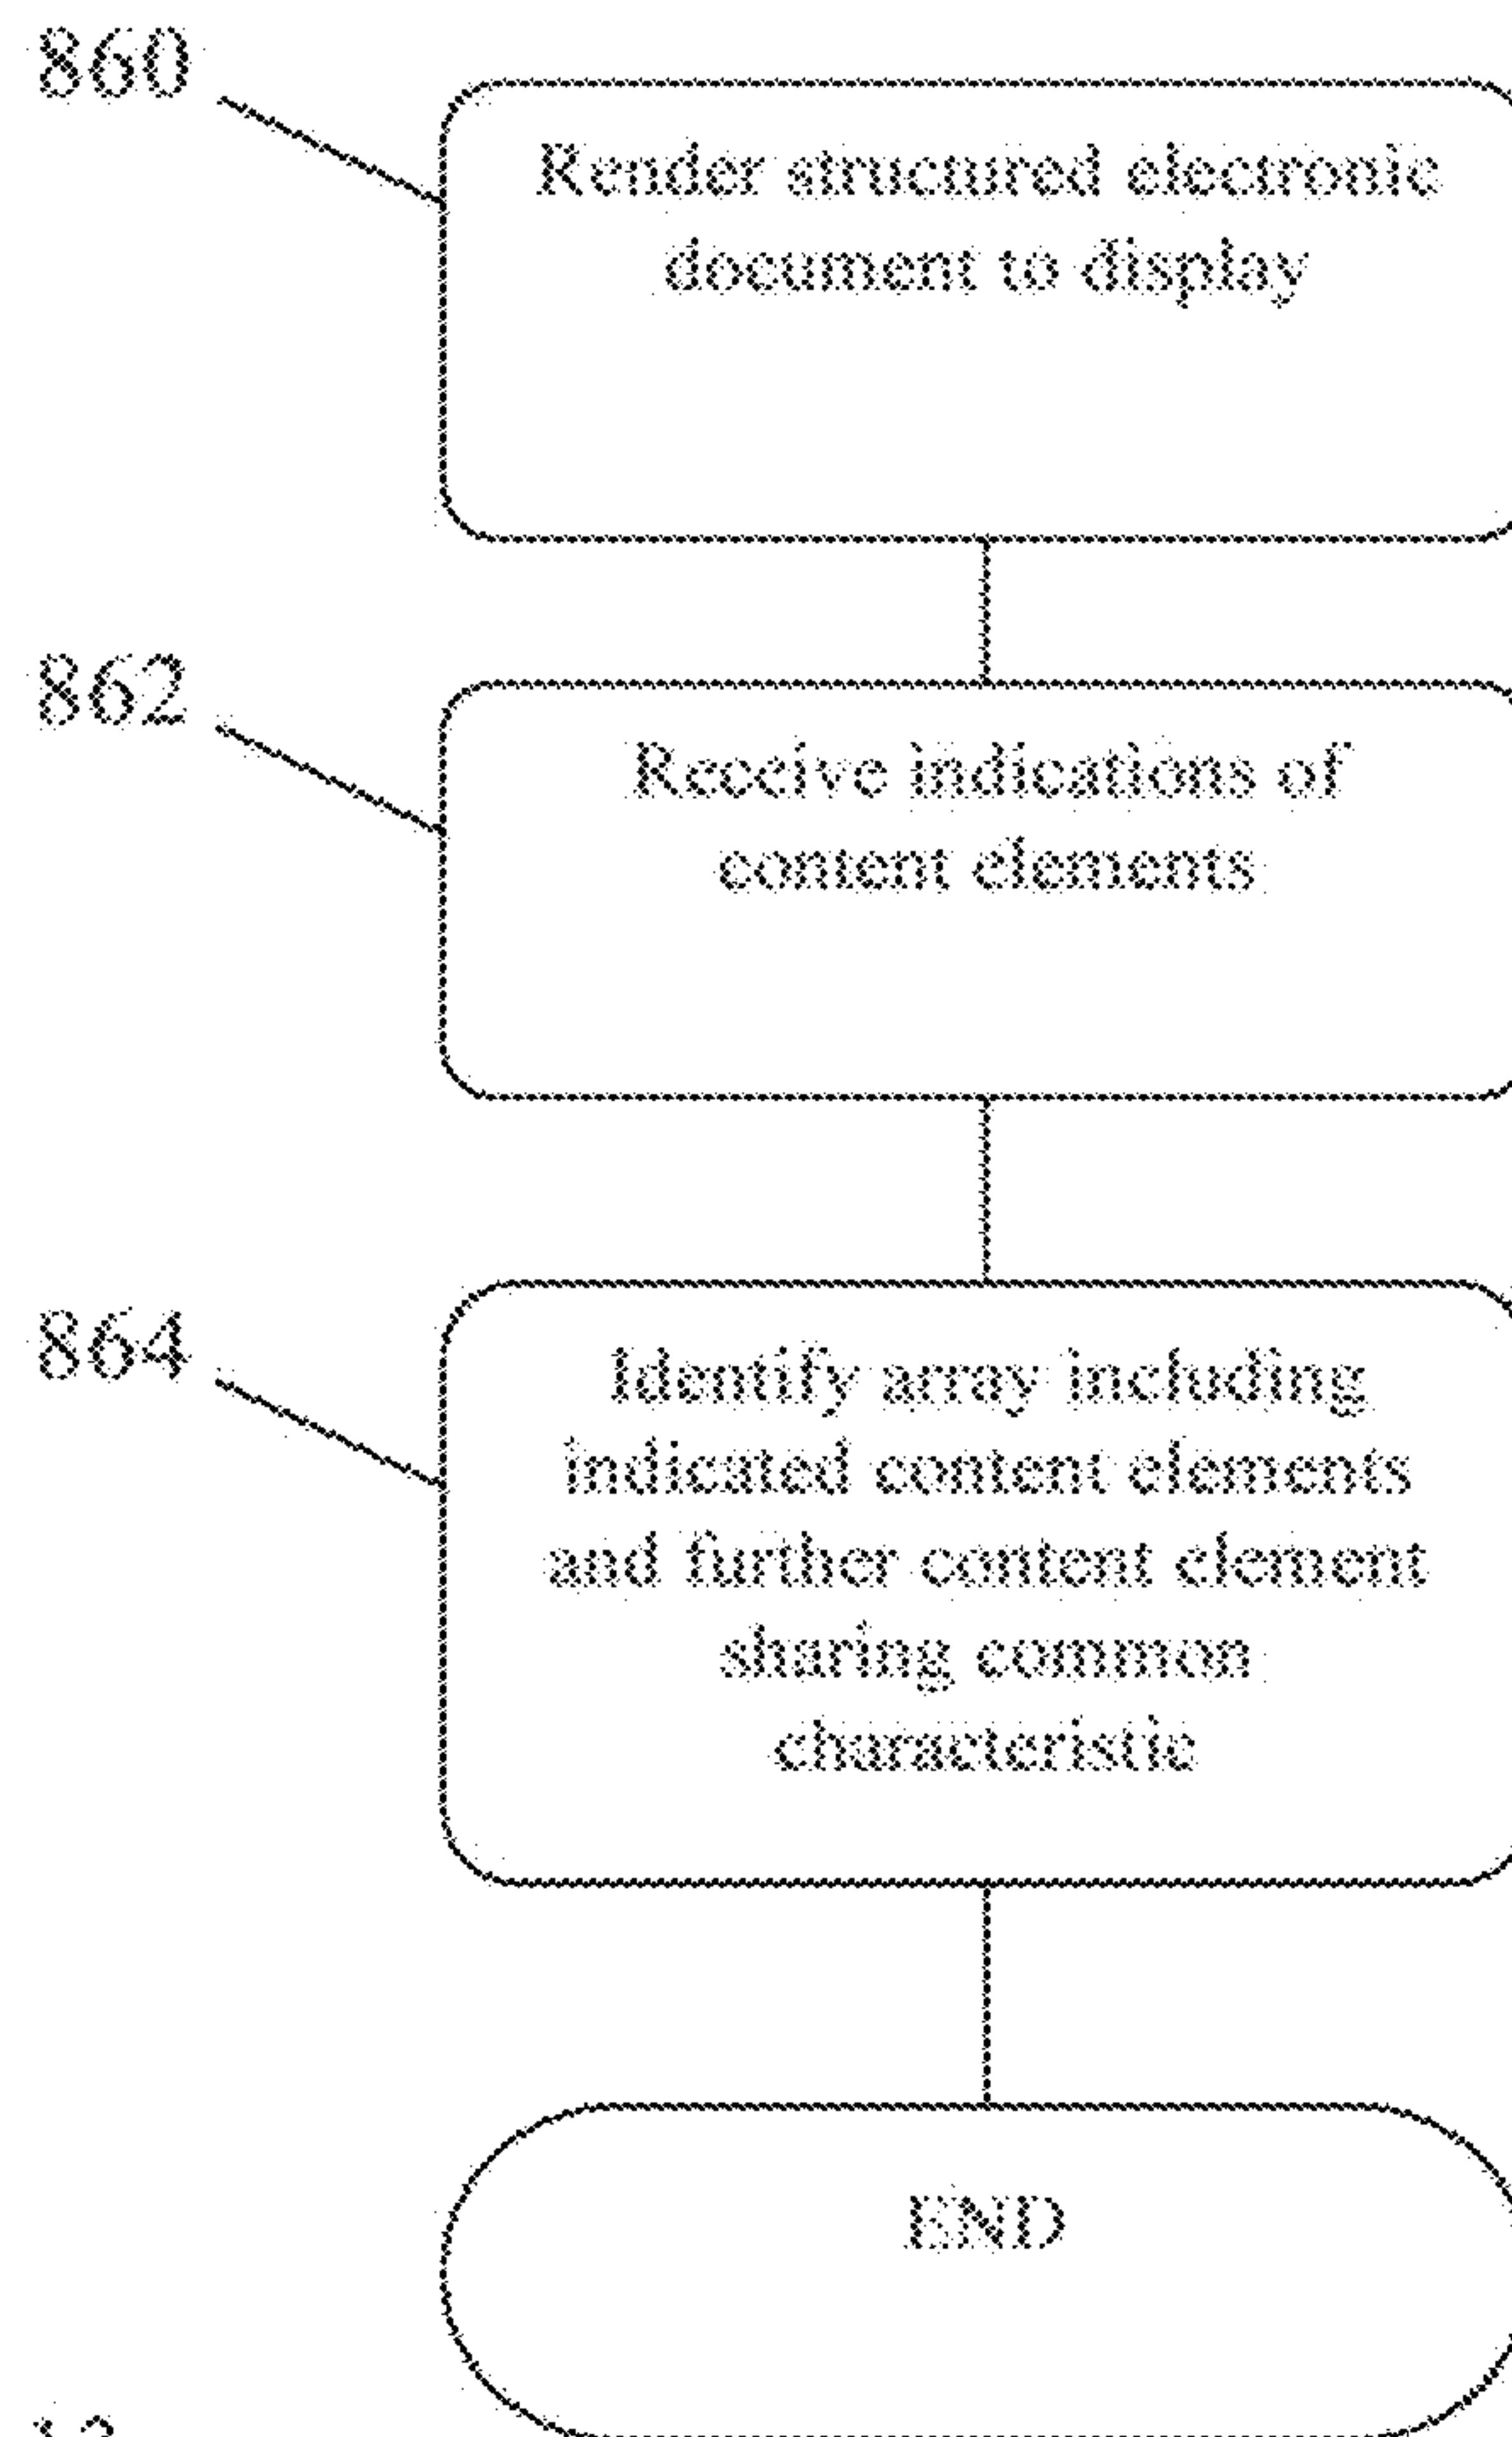 860
Render structured electronic
document to display
862
Receive indications of
content elements
864
Identify array including
indicated content elements
and further content element
sharing common
characteristic
END